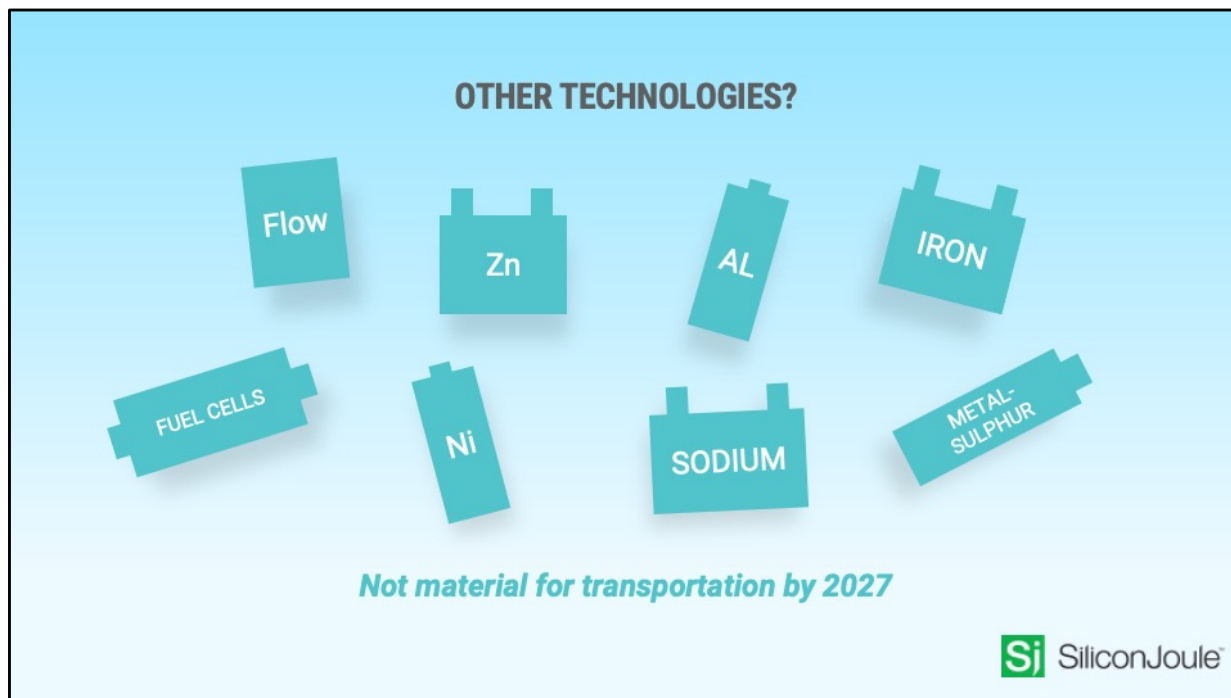 OTHER TECHNOLOGIES?
Flow
Zn
AL
IRON
FUEL CELLS
Ni
SODIUM
METAL-
SULPHUR
Not material for transportation by 2027
Sj SiliconJoule™